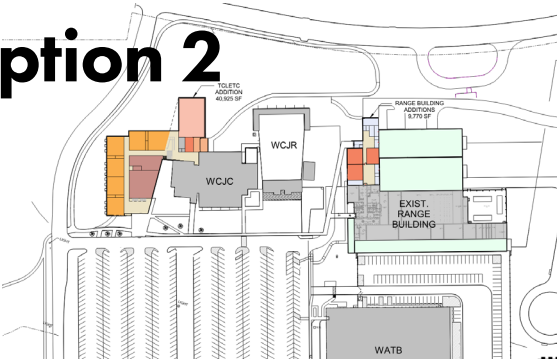 ption 2
TCLETC
ADDITION
40,925 SF
RANGE BUILDING
ADDITIONS
9,770 SF
WCJR
WCJC
EXIST.
RANGE
BUILDING
WATB